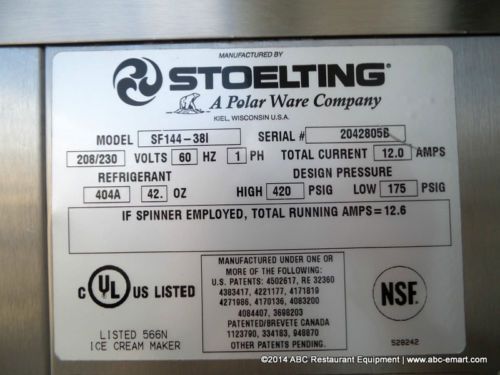 MANUFACTURED BY
STOELTING®
A Polar Ware Company
KIEL, WISCONSIN U.S.A.
MODEL SF144-38I SERIAL # 2042805B
208/230 VOLTS 60 HZ 1 PH TOTAL CURRENT 12.0 AMPS
REFRIGERANT DESIGN PRESSURE
404A 42. OZ HIGH 420 PSIG LOW 175 PSIG
IF SPINNER EMPLOYED, TOTAL RUNNING AMPS=12.6
MANUFACTURED UNDER ONE OR
MORE OF THE FOLLOWING:
U.S. PATENTS: 4502617, RE 32360
4383417, 4221177, 4171819
4271986, 4170136, 4083200
4084407, 3698203
PATENTED/BREVETE CANADA
1123790, 334183, 948870
OTHER PATENTS PENDING.
C UL US LISTED
LISTED 566N
ICE CREAM MAKER
NSF.
528242
©2014 ABC Restaurant Equipment | www.abc-emart.com